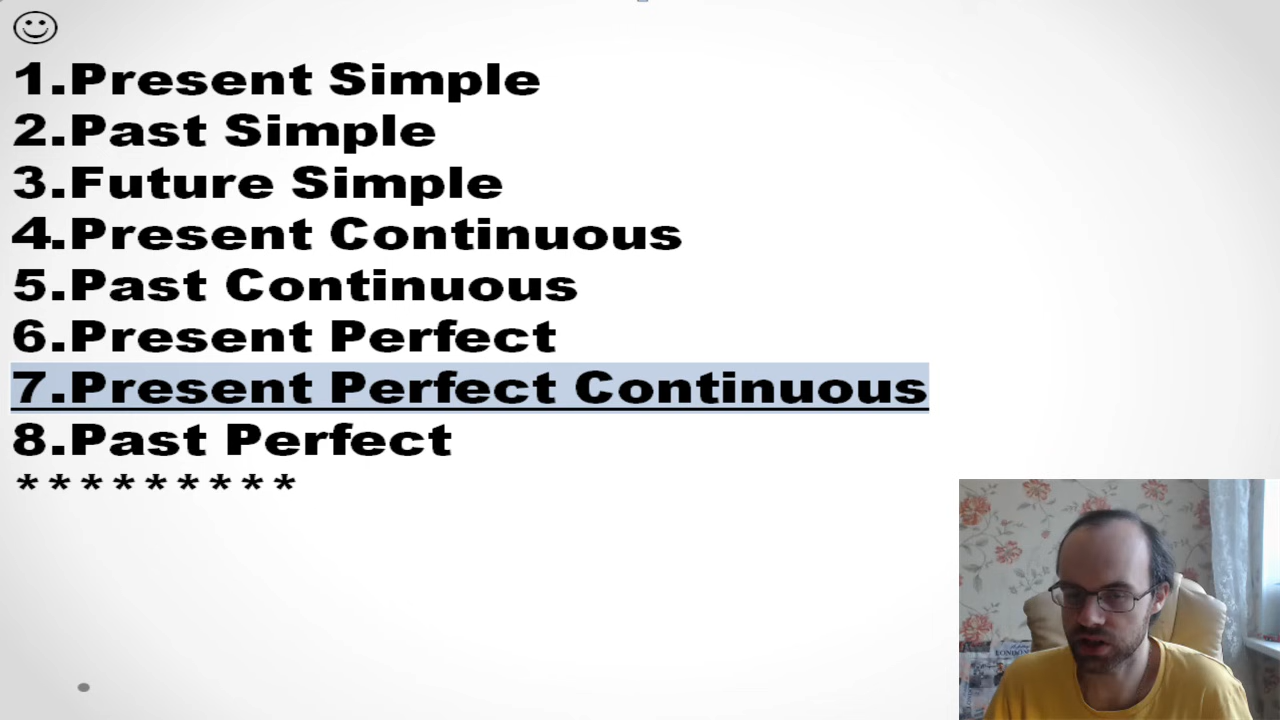 1.Present Simple
2.Past Simple
3.Future Simple
4.Present Continuous
5.Past Continuous
6.Present Perfect
7.Present Perfect Continuous
8.Past Perfect
*********
LONDON